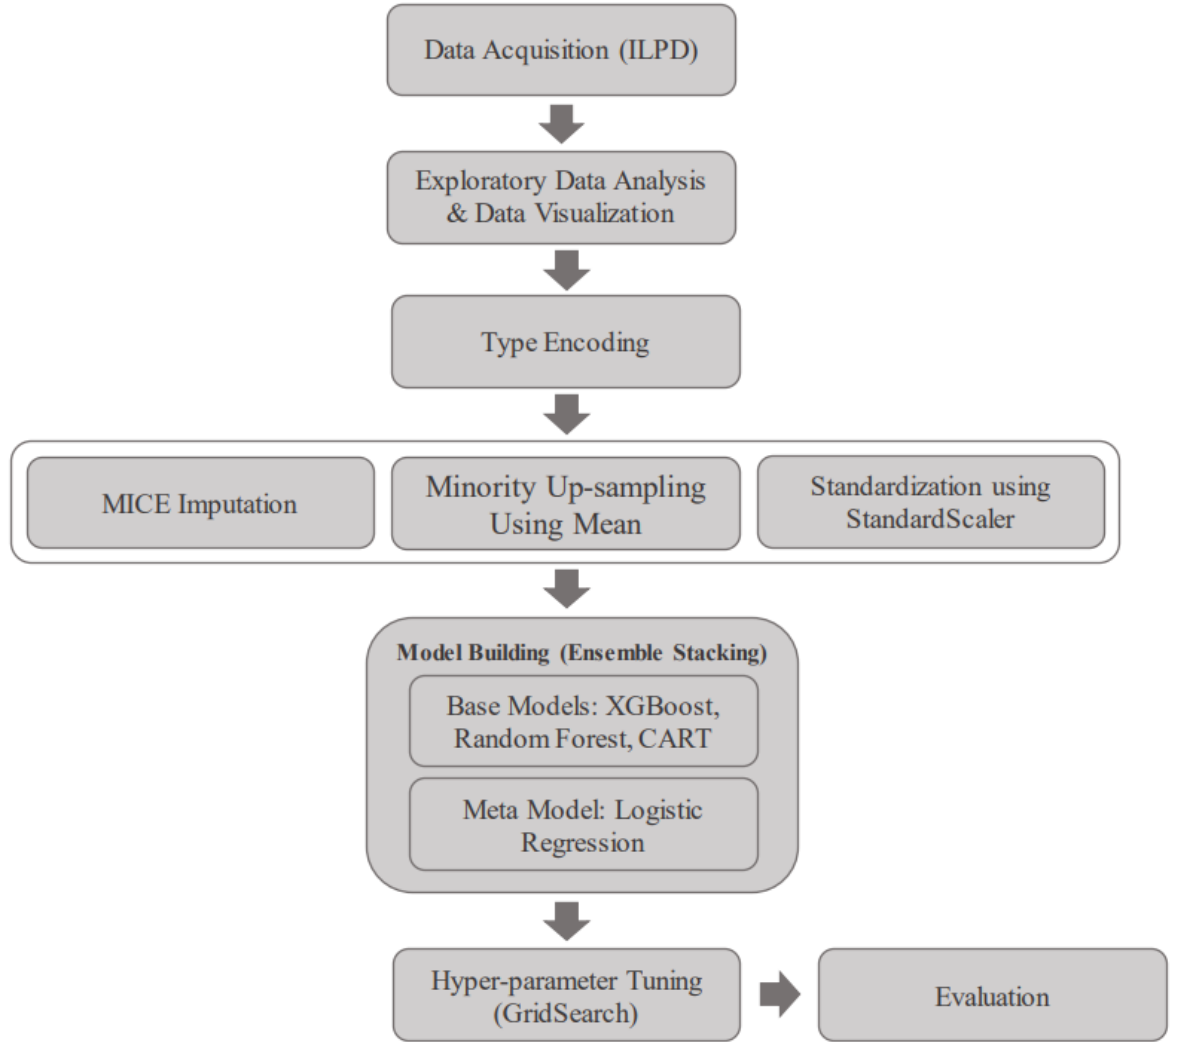 Data Acquisition (ILPD)
Exploratory Data Analysis
& Data Visualization
Type Encoding
MICE Imputation
Minority Up-sampling
Using Mean
Standardization using
StandardScaler
Model Building (Ensemble Stacking)
Base Models: XGBoost,
Random Forest, CART
Meta Model: Logistic
Regression
Hyper-parameter Tuning
(GridSearch)
Evaluation